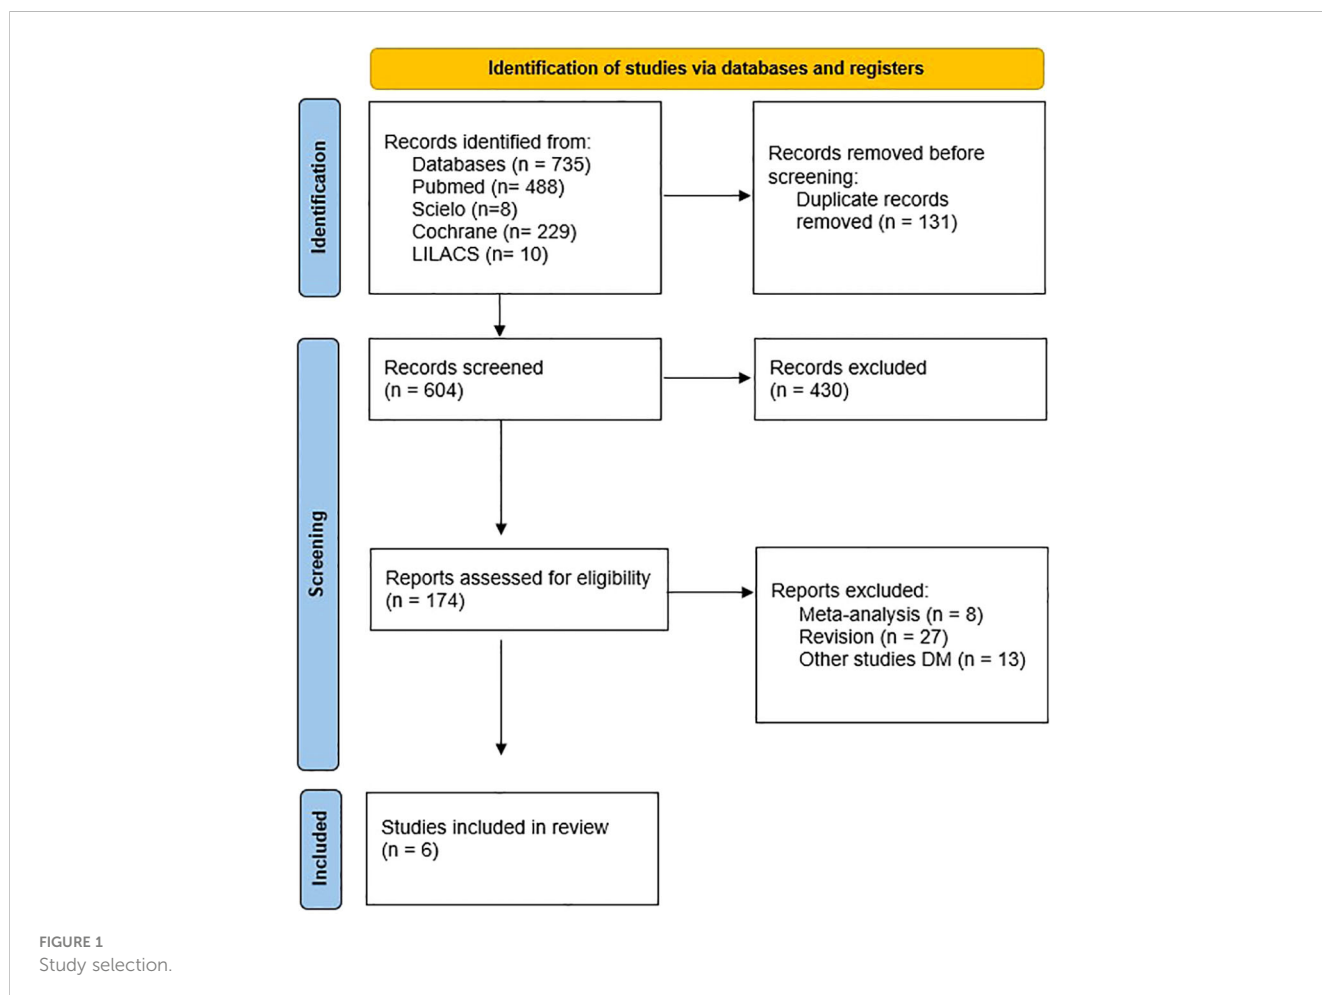 Identification of studies via databases and registers
Identification
Records identified from:
Databases (n = 735)
Pubmed (n= 488)
Scielo (n=8)
Cochrane (n= 229)
LILACS (n= 10)
Records removed before
screening:
Duplicate records
removed (n = 131)
Screening
Records screened
(n = 604)
Records excluded
(n = 430)
Reports assessed for eligibility
(n = 174)
Reports excluded:
Meta-analysis (n = 8)
Revision (n = 27)
Other studies DM (n = 13)
Included
Studies included in review
(n = 6)
FIGURE 1
Study selection.